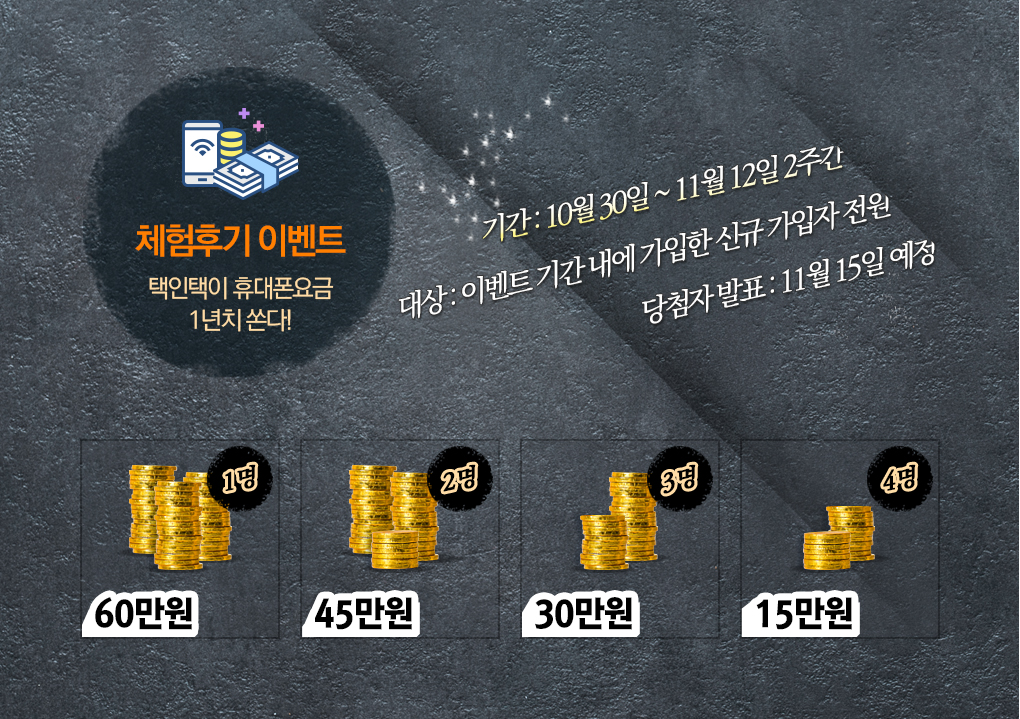 체험후기 이벤트
택인택이 휴대폰요금
1년치 쏜다!
기간 : 10월 30일 ~ 11월 12일 2주간
대상 : 이벤트 기간 내에 가입한 신규 가입자 전원
당첨자 발표 : 11월 15일 예정
1명
60만원
2명
45만원
3명
30만원
4명
15만원